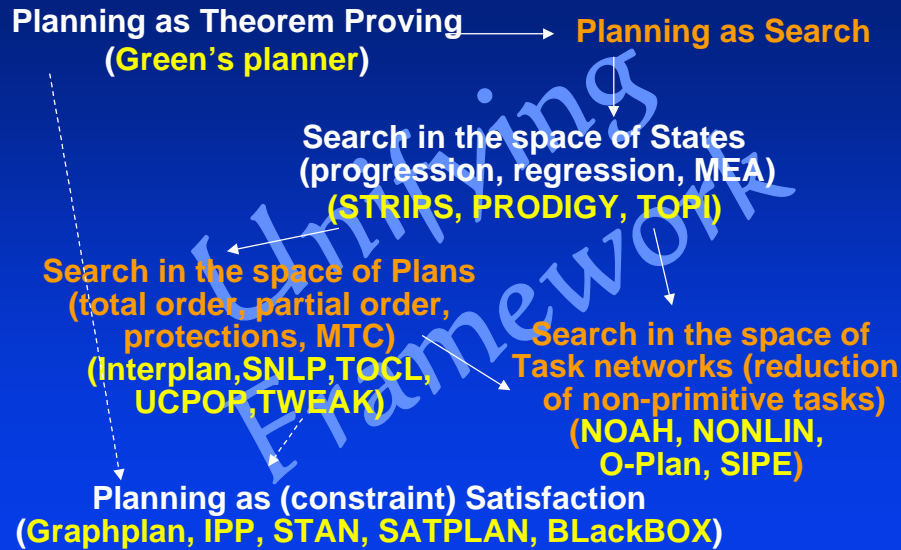 Planning as Theorem Proving
(Green's planner)
Planning as Search
Search in the space of States
(progression, regression, MEA)
(STRIPS, PRODIGY, TOPI)
Search in the space of Plans
(total order, partial order,
protections, MTC)
(Interplan,SNLP,TOCL,
UCPOP,TWEAK)
Search in the space of
Task networks (reduction
of non-primitive tasks)
(NOAH, NONLIN,
O-Plan, SIPE)
Planning as (constraint) Satisfaction
(Graphplan, IPP, STAN, SATPLAN, BLackBOX)
Unifying
Framework